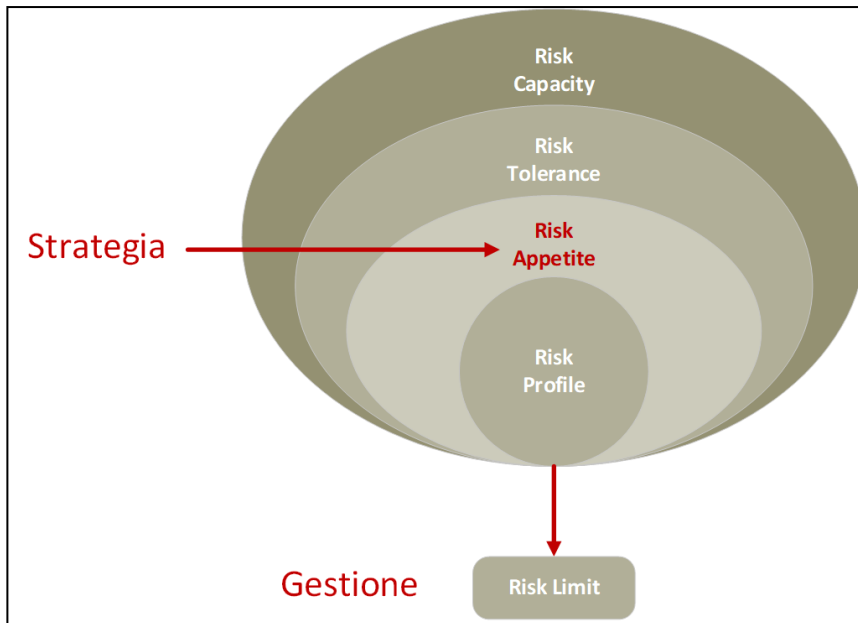 Risk
Capacity
Risk
Tolerance
Strategia
Risk
Appetite
Risk
Profile
Gestione
Risk Limit